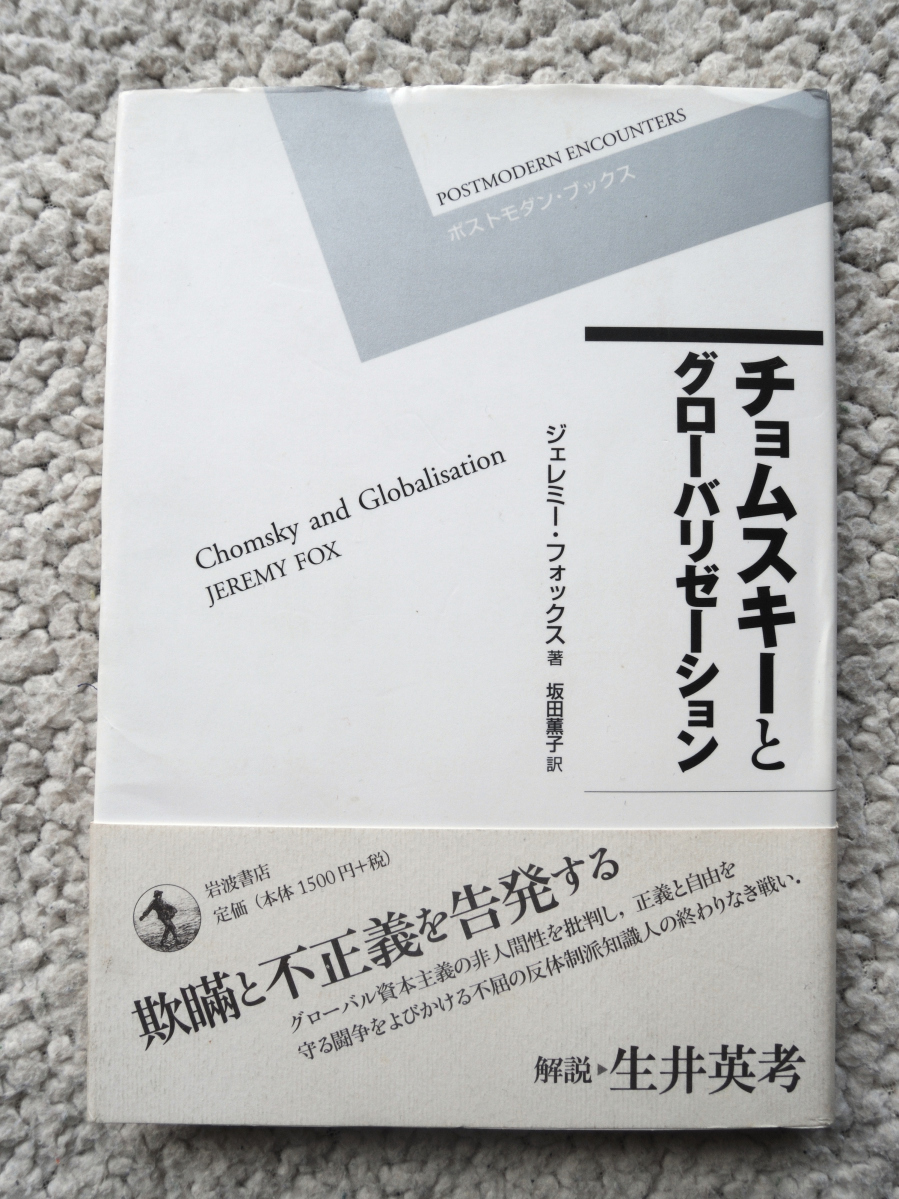 POSTMODERN ENCOUNTERS
ポストモダン・ブックス
チョムスキーと
グローバリゼーション
ジェレミー・フォックス 著 坂田薫子 訳
Chomsky and Globalisation
JEREMY FOX
岩波書店
定価(本体1500円+税)
欺瞞と不正義を告発する
グローバル資本主義の非人間性を批判し，正義と自由を
守る闘争をよびかける不屈の反体制派知識人の終わりなき戦い．
解説▶生井英考